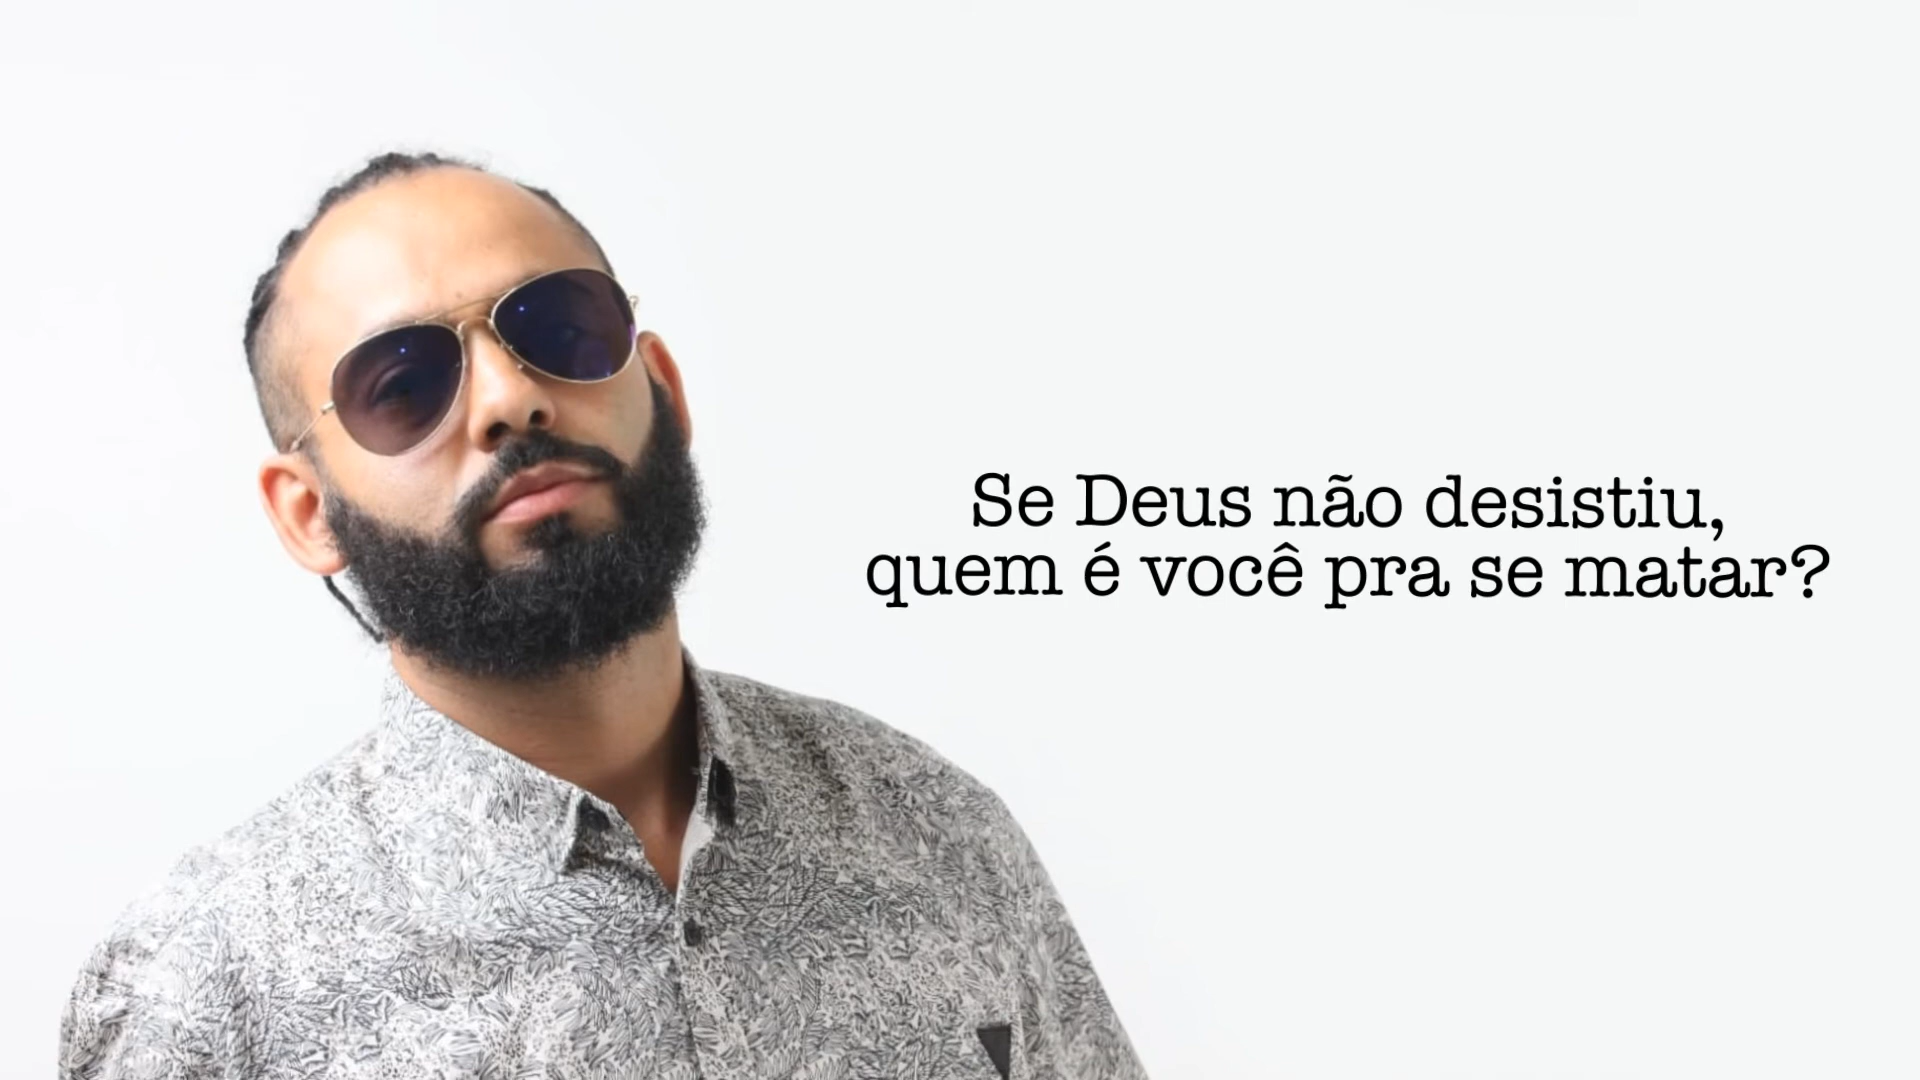 Se Deus não desistiu,
quem é você pra se matar?